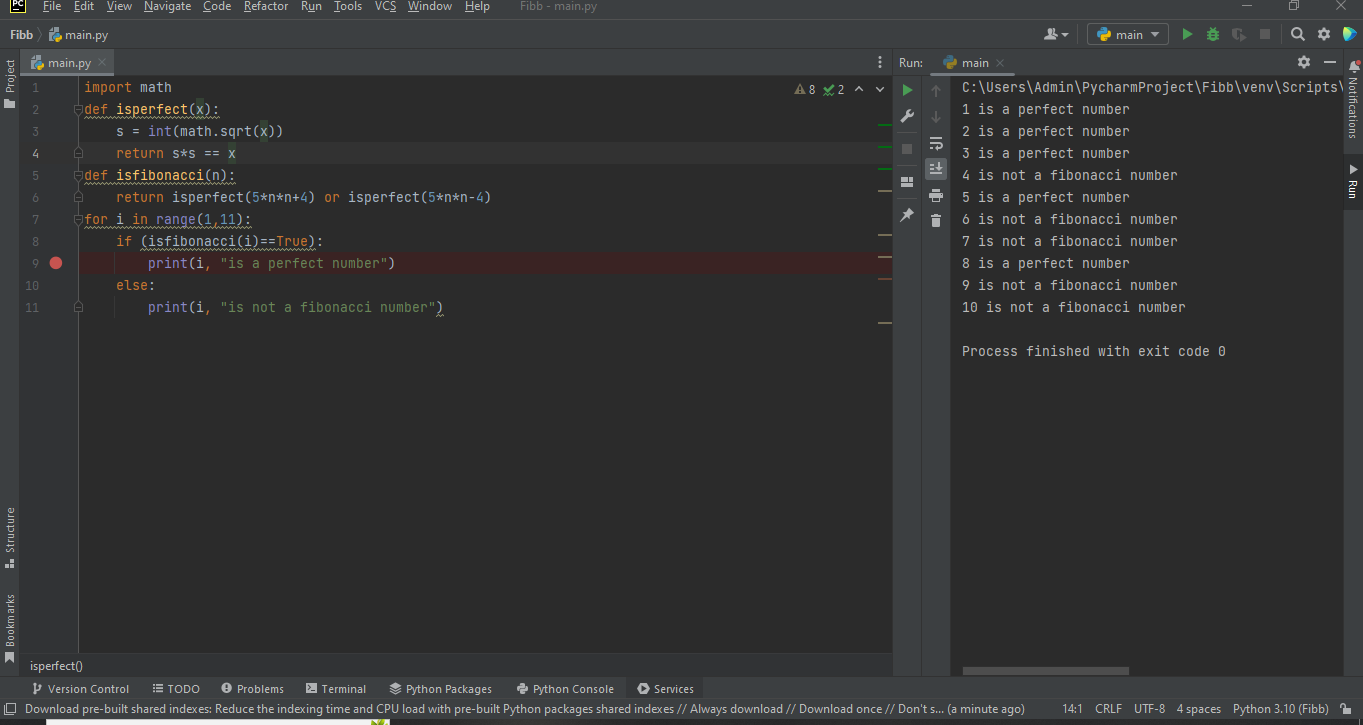 PC File Edit View Navigate Code Refactor Run Tools VCS Window Help Fibb - main.py
Fibb main.py main
Project
main.py
Run: main
Notifications
Run
8 2
1 import math
2 def isperfect(x):
3 s = int(math.sqrt(x))
4 return s*s == x
5 def isfibonacci(n):
6 return isperfect(5*n*n+4) or isperfect(5*n*n-4)
7 for i in range(1,11):
8 if (isfibonacci(i)==True):
9 print(i, "is a perfect number")
10 else:
11 print(i, "is not a fibonacci number")
C:\Users\Admin\PycharmProject\Fibb\venv\Scripts\
1 is a perfect number
2 is a perfect number
3 is a perfect number
4 is not a fibonacci number
5 is a perfect number
6 is not a fibonacci number
7 is not a fibonacci number
8 is a perfect number
9 is not a fibonacci number
10 is not a fibonacci number
Process finished with exit code 0
Structure
Bookmarks
isperfect()
Version Control TODO Problems Terminal Python Packages Python Console Services
Download pre-built shared indexes: Reduce the indexing time and CPU load with pre-built Python packages shared indexes // Always download // Download once // Don't s... (a minute ago) 14:1 CRLF UTF-8 4 spaces Python 3.10 (Fibb)